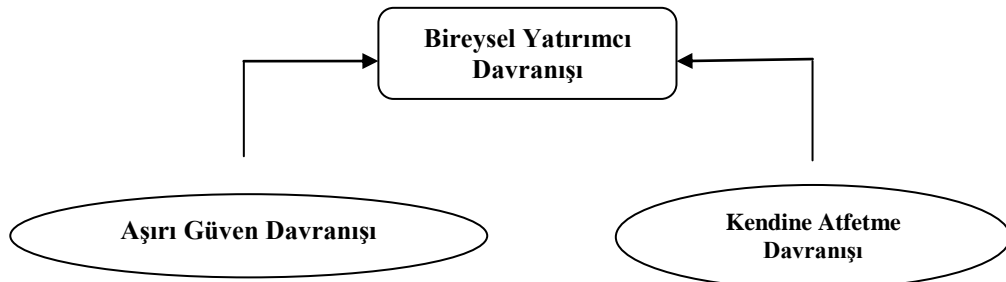 Bireysel Yatırımcı
Davranışı
Aşırı Güven Davranışı
Kendine Atfetme
Davranışı